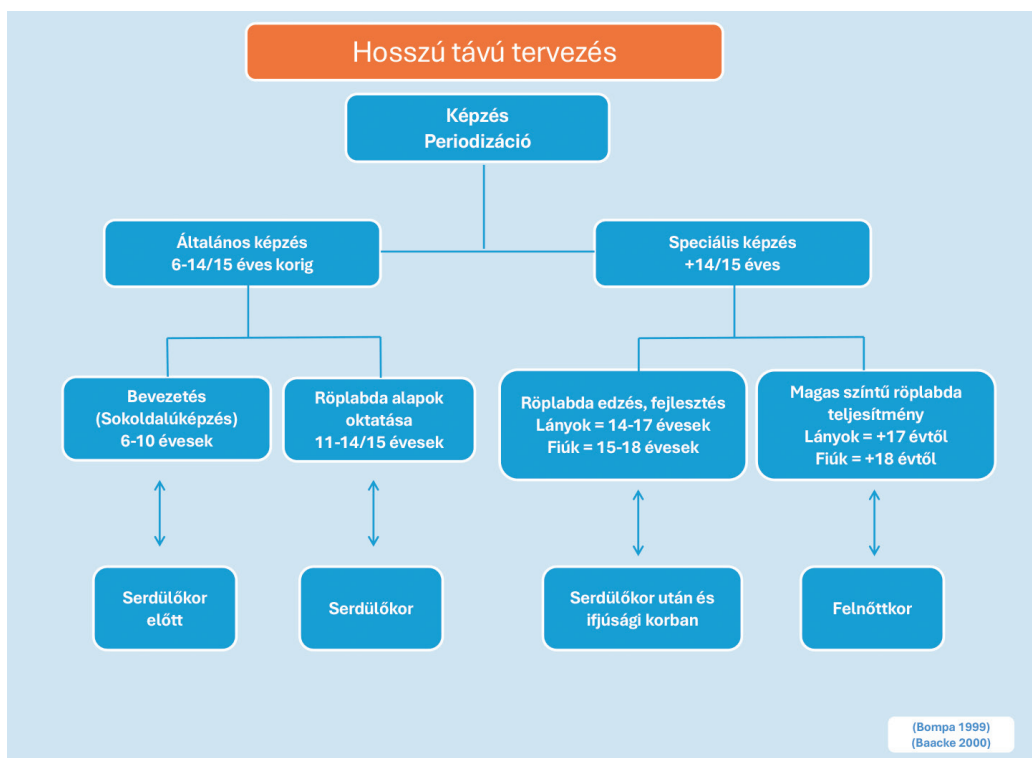 Hosszú távú tervezés
Képzés
Periodizáció
Általános képzés
6-14/15 éves korig
Speciális képzés
+14/15 éves
Bevezetés
(Sokoldalúképzés)
6-10 évesek
Röplabda alapok
oktatása
11-14/15 évesek
Röplabda edzés, fejlesztés
Lányok = 14-17 évesek
Fiúk = 15-18 évesek
Magas színtű röplabda
teljesítmény
Lányok = +17 évtől
Fiúk = +18 évtől
Serdülőkor
előtt
Serdülőkor
Serdülőkor után és
ifjúsági korban
Felnőttkor
(Bompa 1999)
(Baacke 2000)